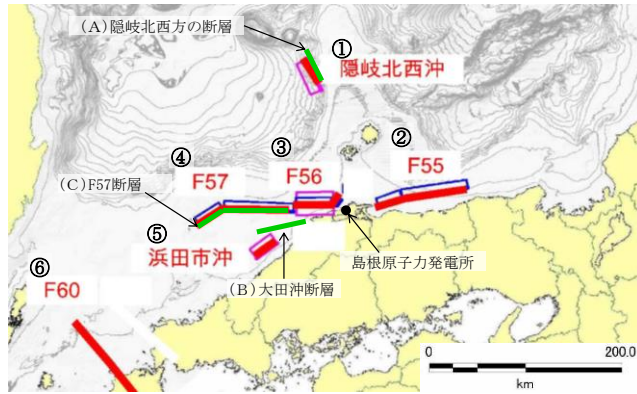 (A)隠岐北西方の断層
①
隠岐北西沖
②
F55
③
F56
④
F57
(C)F57断層
⑤
浜田市沖
島根原子力発電所
(B)大田沖断層
⑥
F60
0
200.0
km